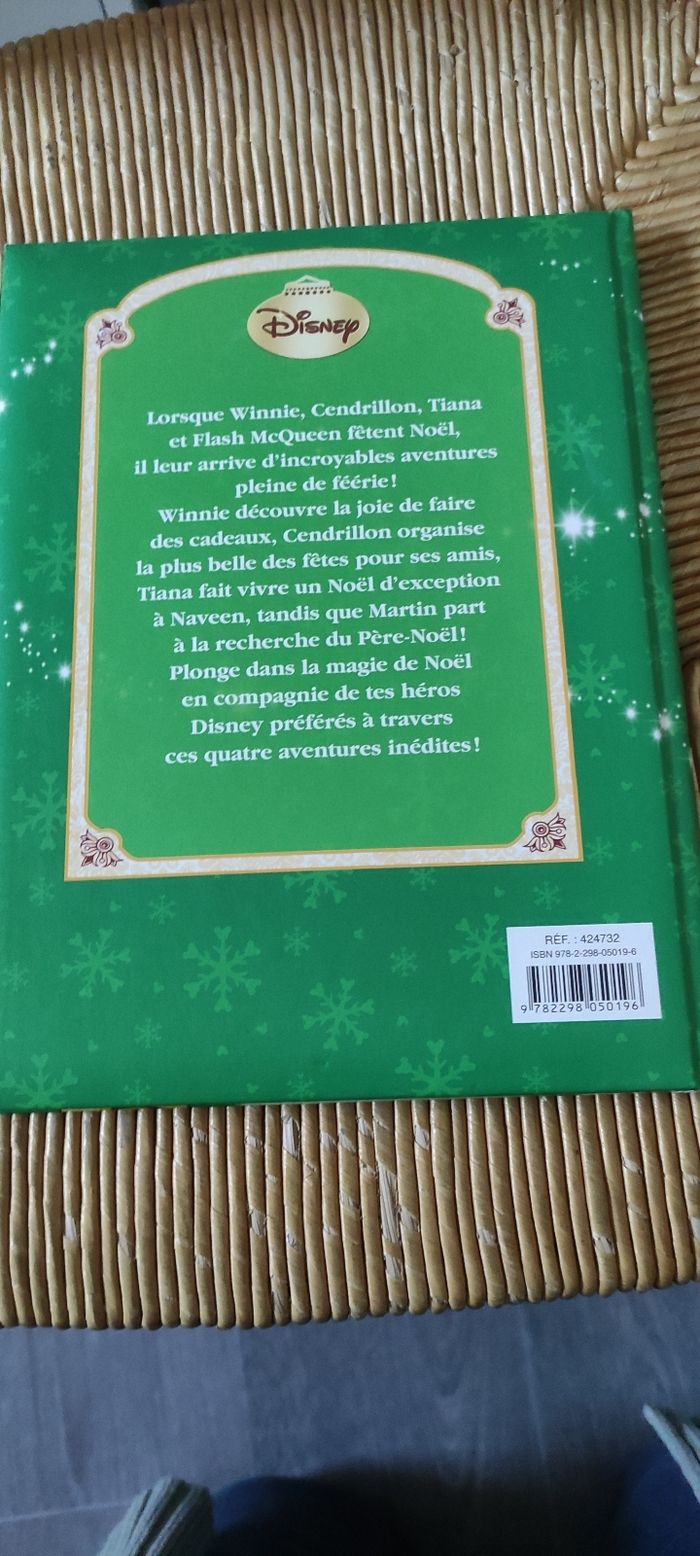 Disney
Lorsque Winnie, Cendrillon, Tiana
et Flash McQueen fêtent Noël,
il leur arrive d'incroyables aventures
pleine de féérie !
Winnie découvre la joie de faire
des cadeaux, Cendrillon organise
la plus belle des fêtes pour ses amis,
Tiana fait vivre un Noël d'exception
à Naveen, tandis que Martin part
à la recherche du Père-Noël !
Plonge dans la magie de Noël
en compagnie de tes héros
Disney préférés à travers
ces quatre aventures inédites !
RÉF. : 424732
ISBN 978-2-298-05019-6
9 782298 050196